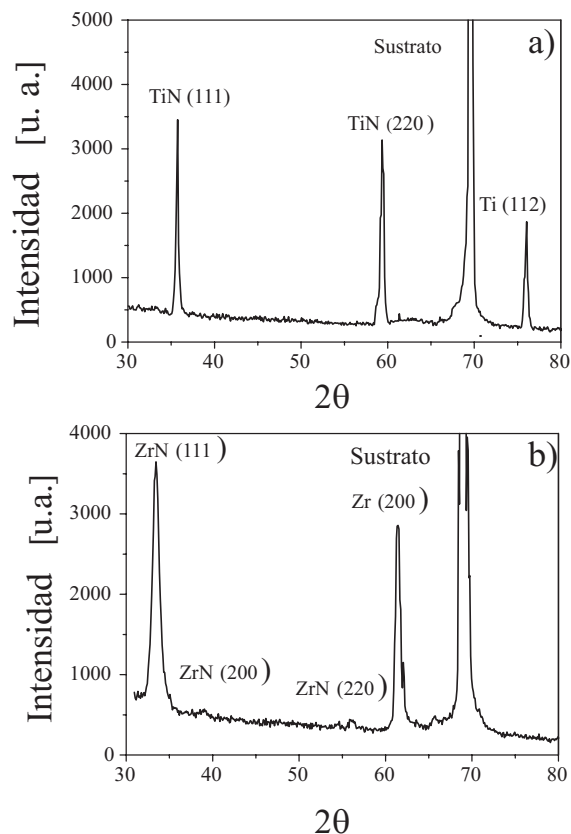 5000
4000
3000
2000
1000
0
Intensidad [u. a.]
a)
Sustrato
TiN (111)
TiN (220)
Ti (112)
30 40 50 60 70 80
2θ
4000
3000
2000
1000
0
Intensidad [u.a.]
b)
ZrN (111)
Sustrato
Zr (200)
ZrN (200)
ZrN (220)
30 40 50 60 70 80
2θ